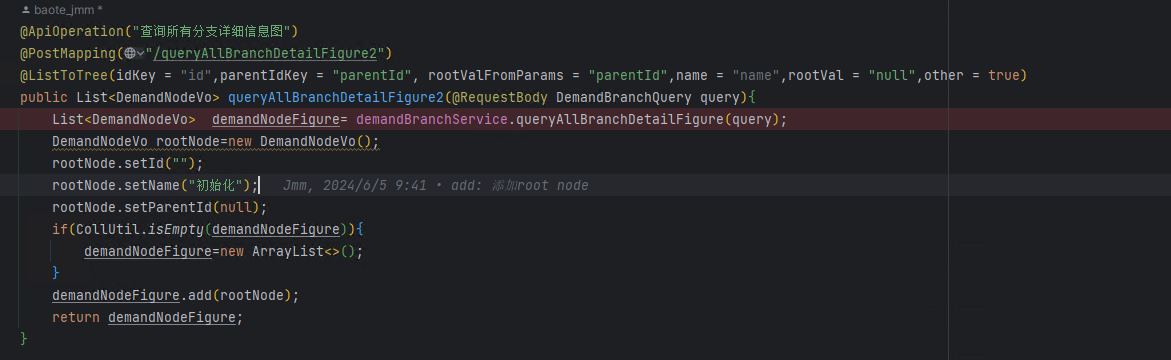 baote_jmm *
@ApiOperation("查询所有分支详细信息图")
@PostMapping("/queryAllBranchDetailFigure2")
@ListToTree(idKey = "id",parentIdKey = "parentId", rootValFromParams = "parentId",name = "name",rootVal = "null",other = true)
public List<DemandNodeVo> queryAllBranchDetailFigure2(@RequestBody DemandBranchQuery query){
List<DemandNodeVo>  demandNodeFigure= demandBranchService.queryAllBranchDetailFigure(query);
DemandNodeVo rootNode=new DemandNodeVo();
rootNode.setId("");
rootNode.setName("初始化");   Jmm, 2024/6/5 9:41 • add: 添加root node
rootNode.setParentId(null);
if(CollUtil.isEmpty(demandNodeFigure)){
demandNodeFigure=new ArrayList<>();
}
demandNodeFigure.add(rootNode);
return demandNodeFigure;
}